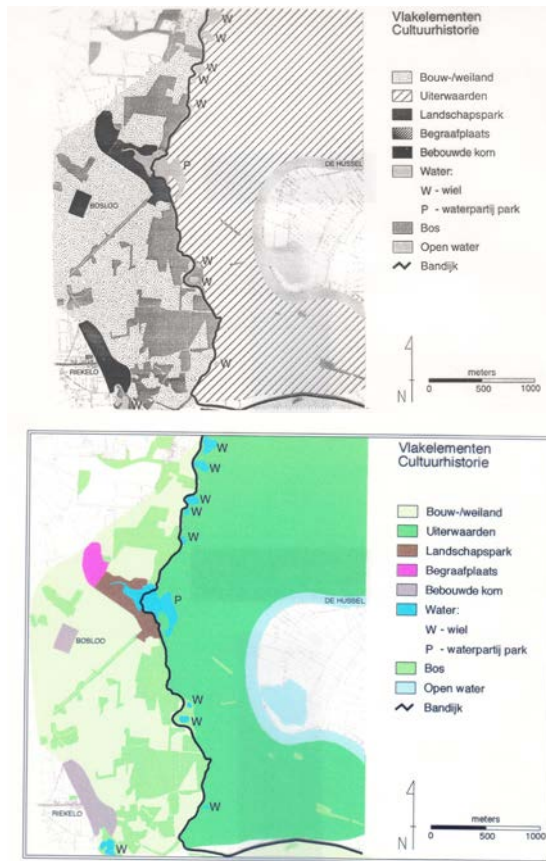 Vlakelementen
Cultuurhistorie
Bouw-/weiland
Uiterwaarden
Landschapspark
Begraafplaats
Bebouwde kom
Water:
W - wiel
P - waterpartij park
Bos
Open water
Bandijk
W
W
W
W
W
P
DE HUSSEL
BOSLOO
W
W
W
RIEKELO
W
N
meters
0 500 1000
Vlakelementen
Cultuurhistorie
Bouw-/weiland
Uiterwaarden
Landschapspark
Begraafplaats
Bebouwde kom
Water:
W - wiel
P - waterpartij park
Bos
Open water
Bandijk
W
W
W
W
W
P
DE HUSSEL
BOSLOO
W
W
W
RIEKELO
W
N
meters
0 500 1000